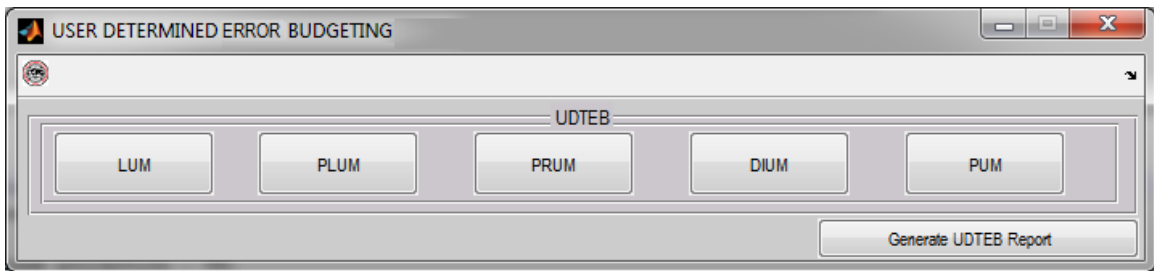 USER DETERMINED ERROR BUDGETING
UDTEB
LUM PLUM PRUM DIUM PUM
Generate UDTEB Report